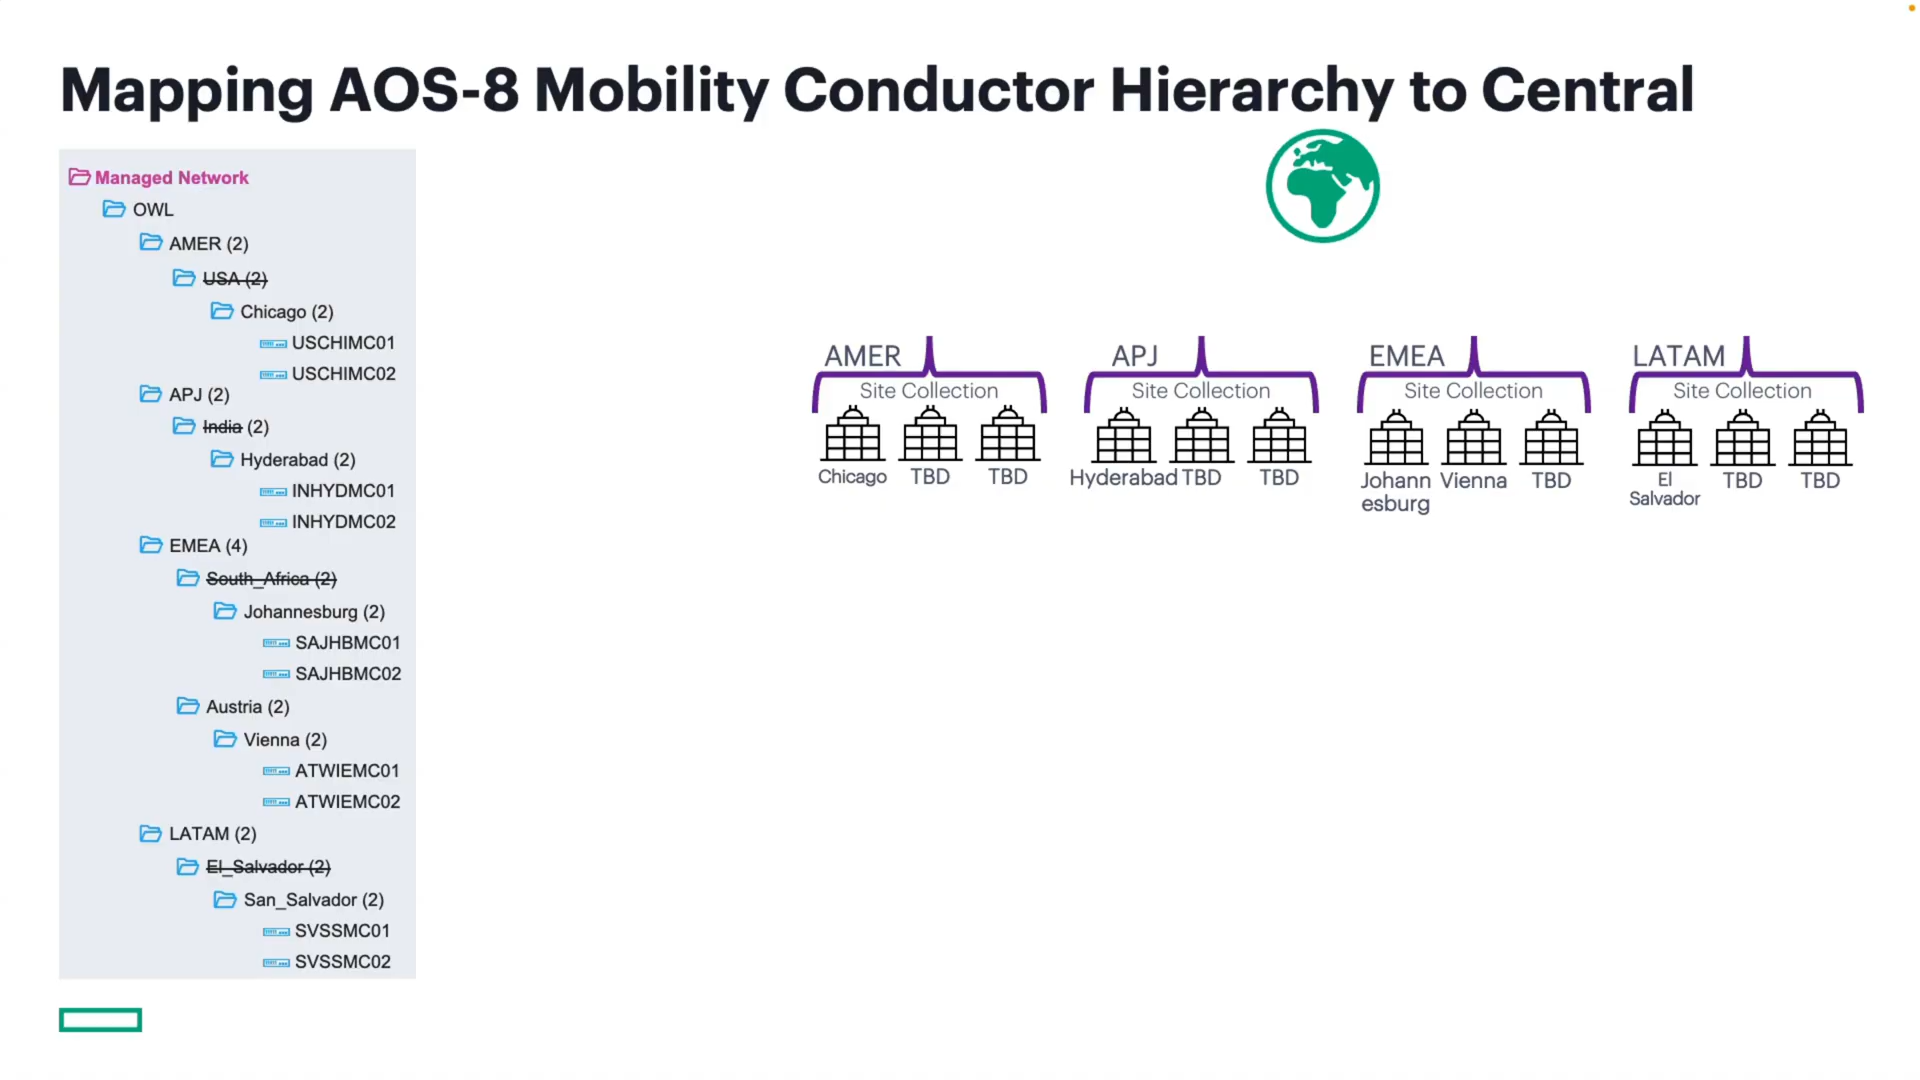 Mapping AOS-8 Mobility Conductor Hierarchy to Central
Managed Network
OWL
AMER (2)
USA (2)
Chicago (2)
USCHIMC01
USCHIMC02
APJ (2)
India (2)
Hyderabad (2)
INHYDMC01
INHYDMC02
EMEA (4)
South_Africa (2)
Johannesburg (2)
SAJHBMC01
SAJHBMC02
Austria (2)
Vienna (2)
ATWIEMC01
ATWIEMC02
LATAM (2)
El_Salvador (2)
San_Salvador (2)
SVSSMC01
SVSSMC02
AMER
Site Collection
Chicago TBD TBD
APJ
Site Collection
Hyderabad TBD TBD
EMEA
Site Collection
Johann
esburg
Vienna TBD
LATAM
Site Collection
El
Salvador
TBD TBD